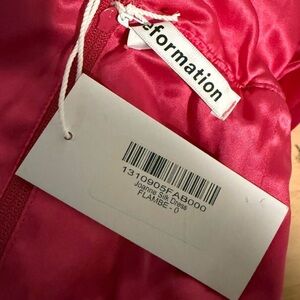 eformation
1310905FAB000
Joanna Silk Dress
FLAMBE - 0